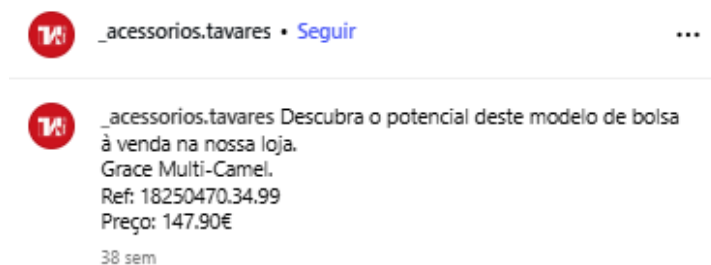 _acessorios.tavares • Seguir
_acessorios.tavares Descubra o potencial deste modelo de bolsa
à venda na nossa loja.
Grace Multi-Camel.
Ref: 18250470.34.99
Preço: 147.90€
38 sem